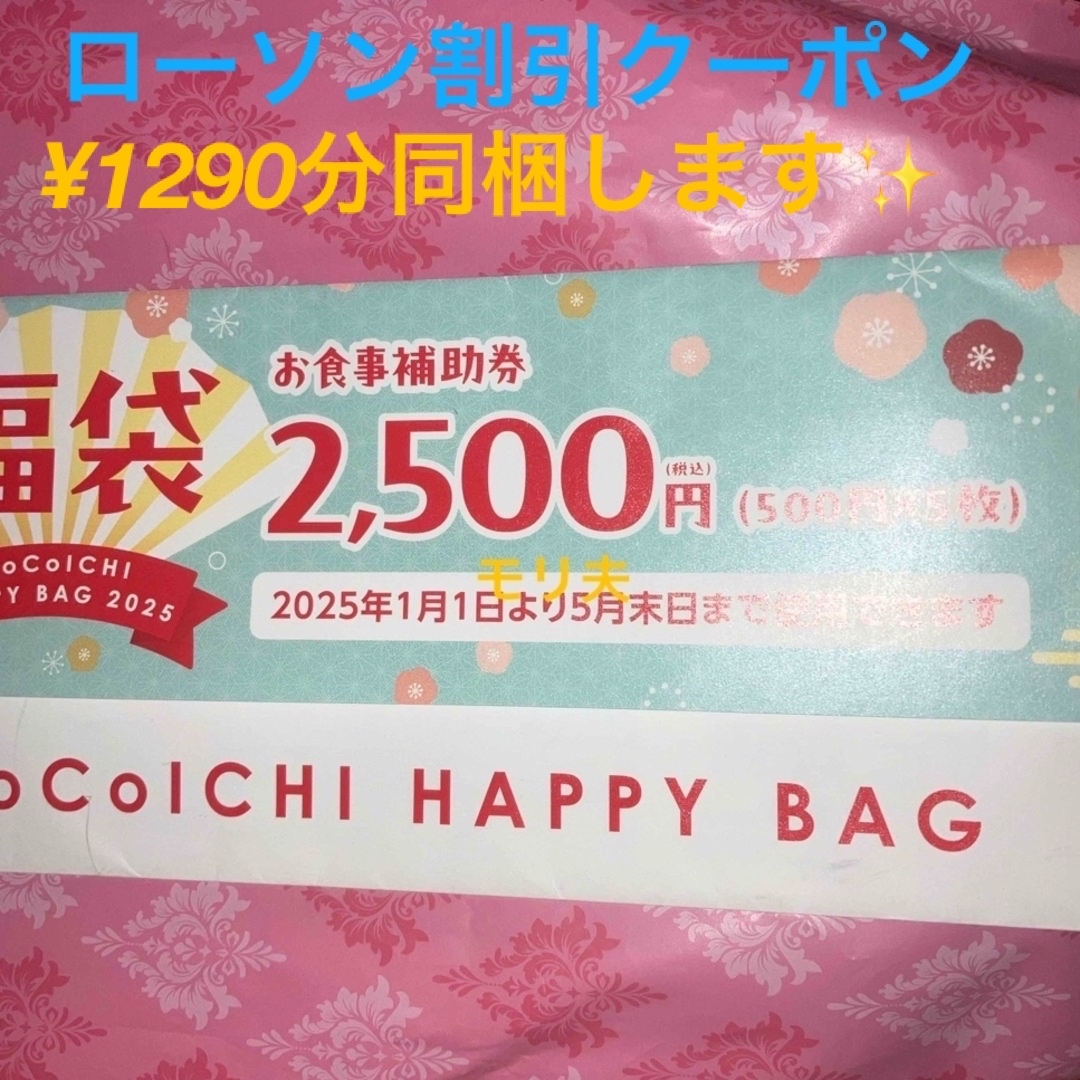 ローソン割引クーポン
¥1290分同梱します✨
福袋
oCoICHI
PY BAG 2025
お食事補助券
2,500円(税込)
(500円×5枚)
モリ夫
2025年1月1日より5月末日まで使用できます
oCoICHI HAPPY BAG